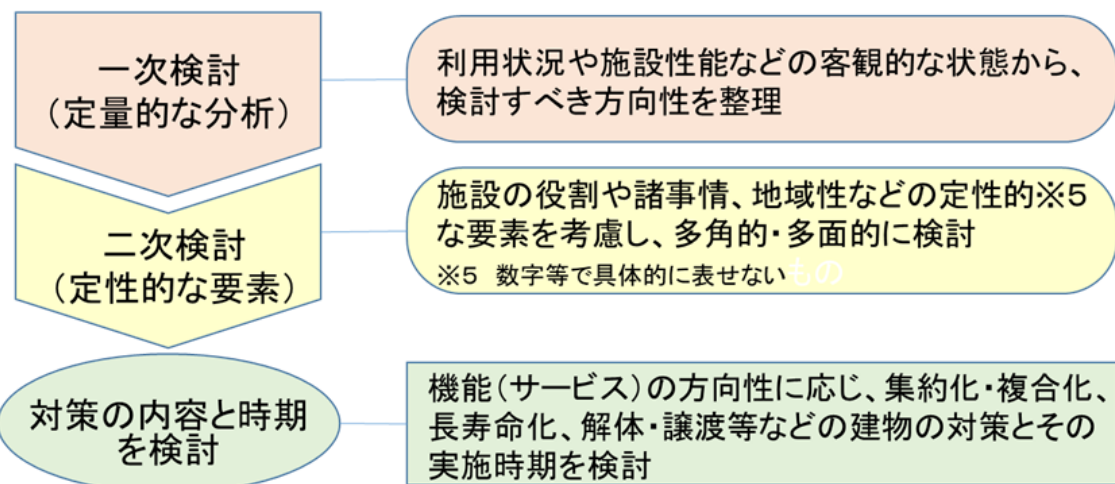 一次検討
（定量的な分析）
利用状況や施設性能などの客観的な状態から、
検討すべき方向性を整理
二次検討
（定性的な要素）
施設の役割や諸事情、地域性などの定性的※5
な要素を考慮し、多角的・多面的に検討
※5　数字等で具体的に表せないもの
対策の内容と時期
を検討
機能（サービス）の方向性に応じ、集約化・複合化、
長寿命化、解体・譲渡等などの建物の対策とその
実施時期を検討